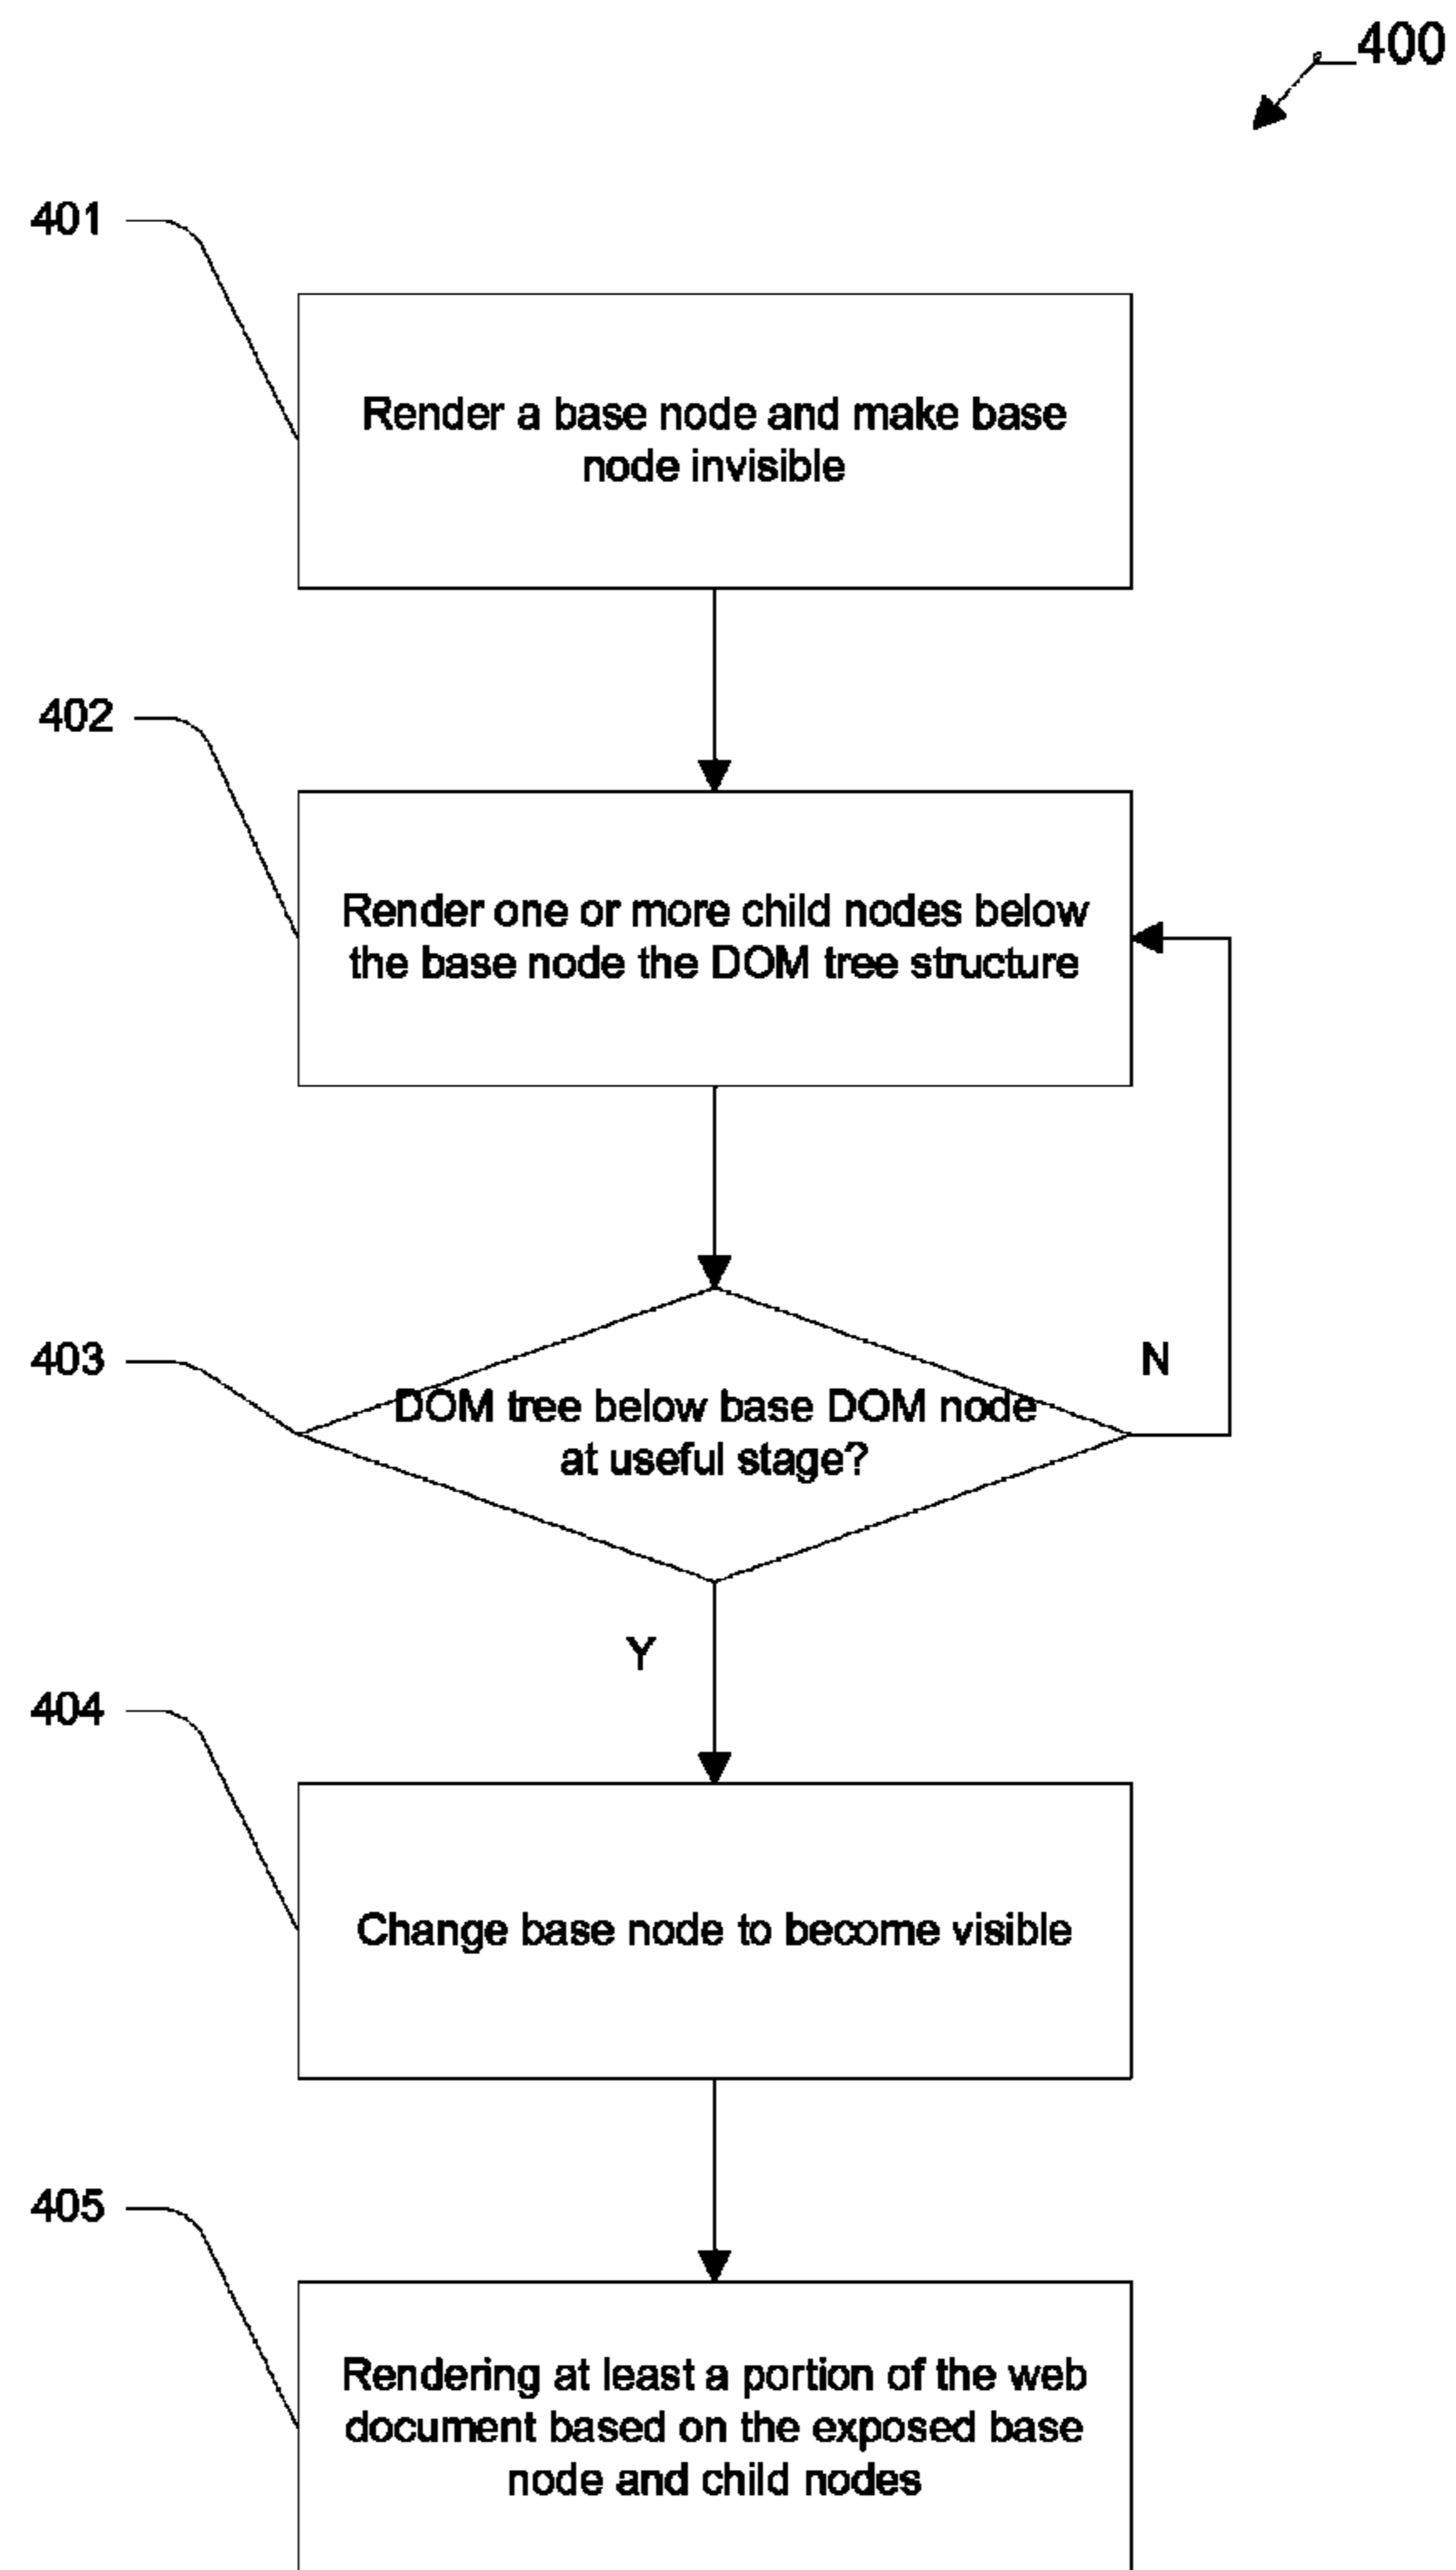 400
401
Render a base node and make base
node invisible
402
Render one or more child nodes below
the base node the DOM tree structure
403
N
DOM tree below base DOM node
at useful stage?
Y
404
Change base node to become visible
405
Rendering at least a portion of the web
document based on the exposed base
node and child nodes